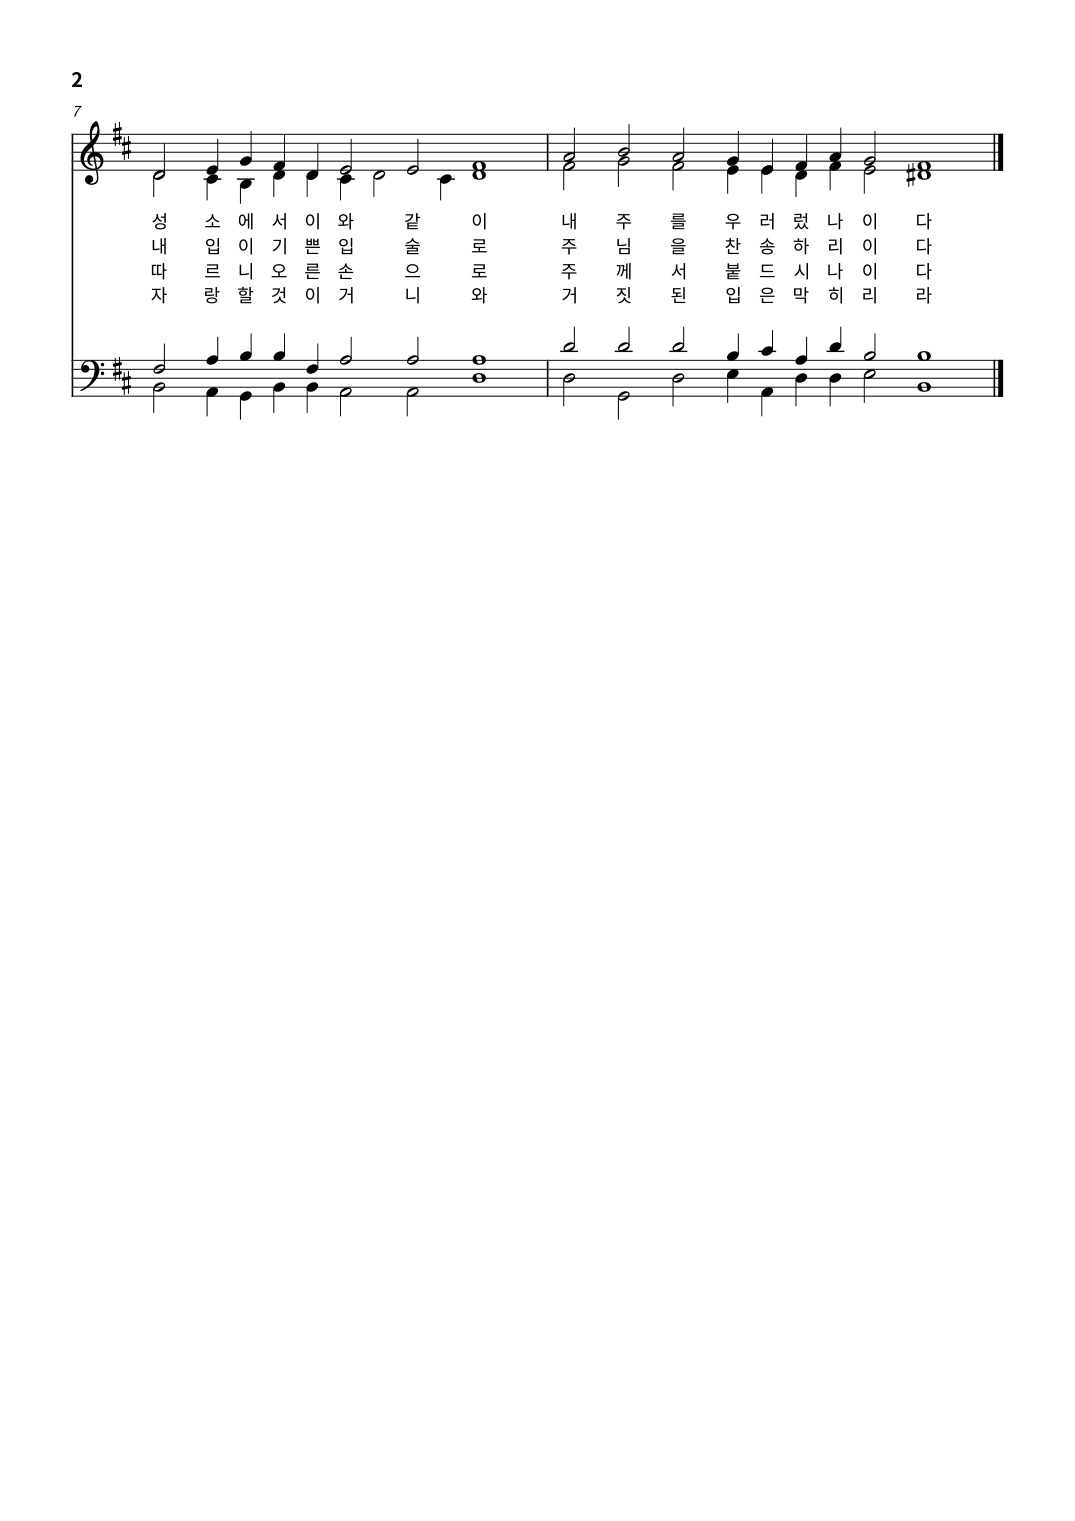 2
7
성 소 에 서 이 와 같 이 내 주 를 우 러 렀 나 이 다
내 입 이 기 쁜 입 술 로 주 님 을 찬 송 하 리 이 다
따 르 니 오 른 손 으 로 주 께 서 붙 드 시 나 이 다
자 랑 할 것 이 거 니 와 거 짓 된 입 은 막 히 리 라